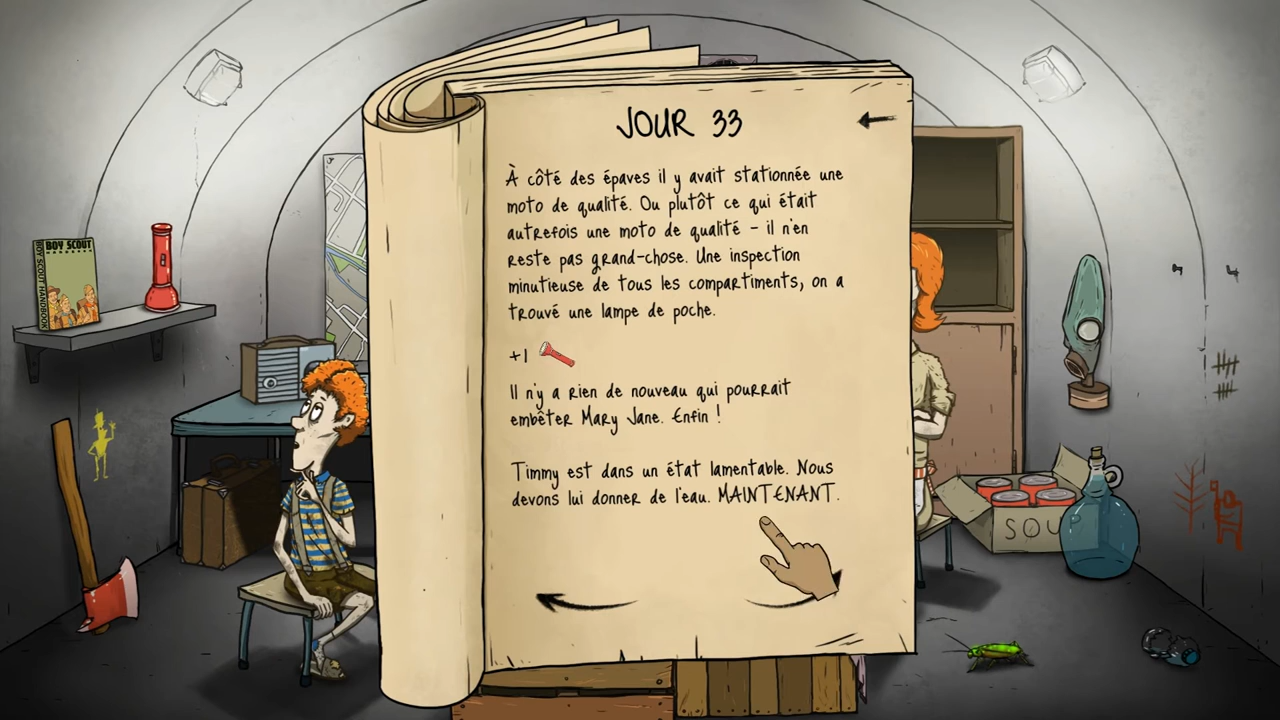 JOUR 33
À côté des épaves il y avait stationnée une
moto de qualité. Ou plutôt ce qui était
autrefois une moto de qualité - il n'en
reste pas grand-chose. Une inspection
minutieuse de tous les compartiments, on a
trouvé une lampe de poche.
+1
Il n'y a rien de nouveau qui pourrait
embêter Mary Jane. Enfin !
Timmy est dans un état lamentable. Nous
devons lui donner de l'eau. MAINTENANT.
BOY SCOUT
BOY SCOUT HANDBOOK
SOUP